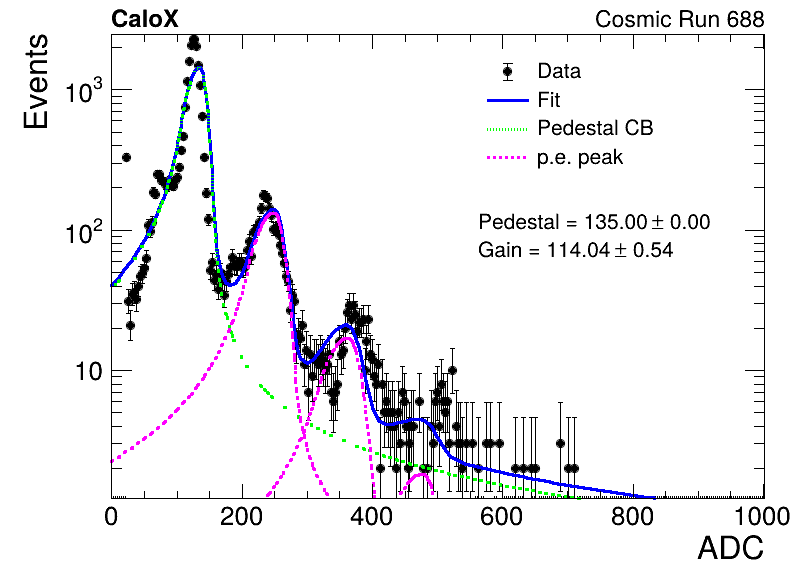 CaloX
Cosmic Run 688
Events
Data
Fit
Pedestal CB
p.e. peak
Pedestal = 135.00 ± 0.00
Gain = 114.04 ± 0.54
10³
10²
10
0 200 400 600 800 1000
ADC